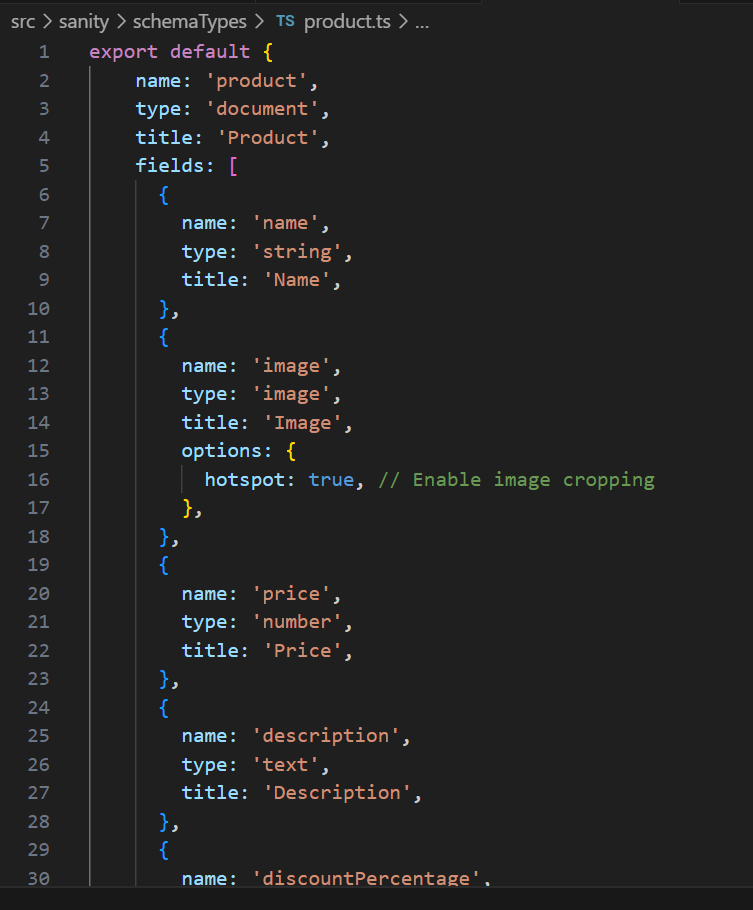 src > sanity > schemaTypes > TS product.ts > ...
1 export default {
2 name: 'product',
3 type: 'document',
4 title: 'Product',
5 fields: [
6 {
7 name: 'name',
8 type: 'string',
9 title: 'Name',
10 },
11 {
12 name: 'image',
13 type: 'image',
14 title: 'Image',
15 options: {
16 hotspot: true, // Enable image cropping
17 },
18 },
19 {
20 name: 'price',
21 type: 'number',
22 title: 'Price',
23 },
24 {
25 name: 'description',
26 type: 'text',
27 title: 'Description',
28 },
29 {
30 name: 'discountPercentage',